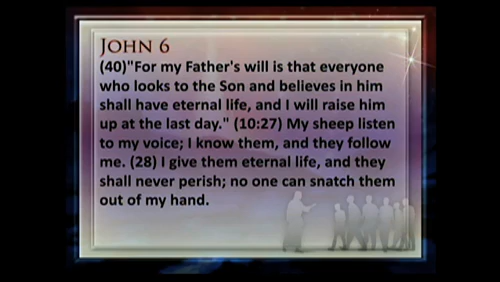 JOHN 6
(40)"For my Father's will is that everyone
who looks to the Son and believes in him
shall have eternal life, and I will raise him
up at the last day." (10:27) My sheep listen
to my voice; I know them, and they follow
me. (28) I give them eternal life, and they
shall never perish; no one can snatch them
out of my hand.